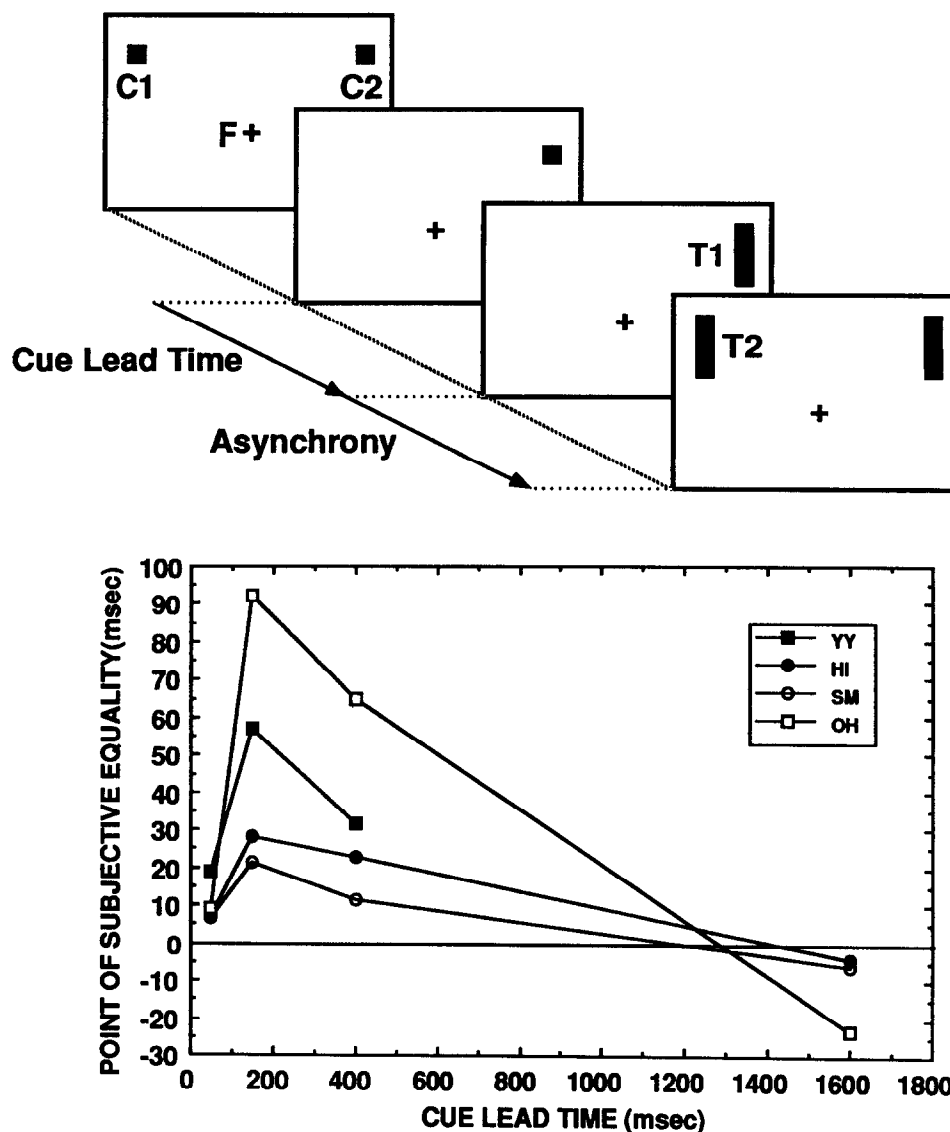 C1 C2
F+
+
T1
+
T2
+
Cue Lead Time
Asynchrony
POINT OF SUBJECTIVE EQUALITY(msec)
100
90
80
70
60
50
40
30
20
10
0
-10
-20
-30
YY
HI
SM
OH
0 200 400 600 800 1000 1200 1400 1600 1800
CUE LEAD TIME (msec)